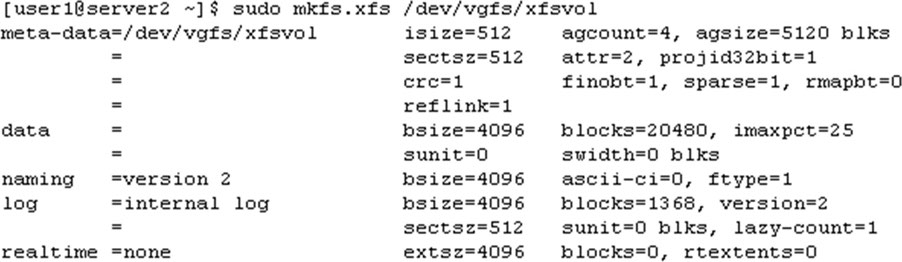 [user1@server2 ~]$ sudo mkfs.xfs /dev/vgfs/xfsvol
meta-data=/dev/vgfs/xfsvol       isize=512    agcount=4, agsize=5120 blks
         =                       sectsz=512   attr=2, projid32bit=1
         =                       crc=1        finobt=1, sparse=1, rmapbt=0
         =                       reflink=1
data     =                       bsize=4096   blocks=20480, imaxpct=25
         =                       sunit=0      swidth=0 blks
naming   =version 2              bsize=4096   ascii-ci=0, ftype=1
log      =internal log           bsize=4096   blocks=1368, version=2
         =                       sectsz=512   sunit=0 blks, lazy-count=1
realtime =none                   extsz=4096   blocks=0, rtextents=0